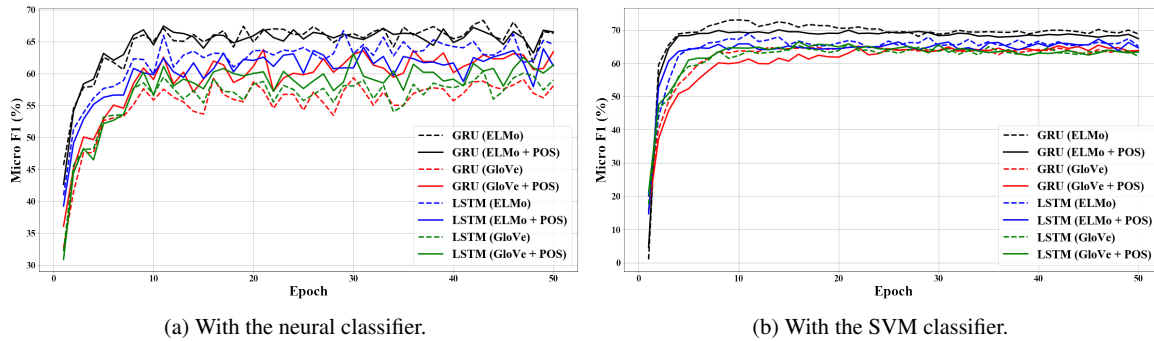 70
65
60
55
50
45
40
35
30
Micro F1 (%)
0
10
20
30
40
50
Epoch
GRU (ELMo)
GRU (ELMo + POS)
GRU (GloVe)
GRU (GloVe + POS)
LSTM (ELMo)
LSTM (ELMo + POS)
LSTM (GloVe)
LSTM (GloVe + POS)
(a) With the neural classifier.
70
60
50
40
30
20
10
0
Micro F1 (%)
0
10
20
30
40
50
Epoch
GRU (ELMo)
GRU (ELMo + POS)
GRU (GloVe)
GRU (GloVe + POS)
LSTM (ELMo)
LSTM (ELMo + POS)
LSTM (GloVe)
LSTM (GloVe + POS)
(b) With the SVM classifier.